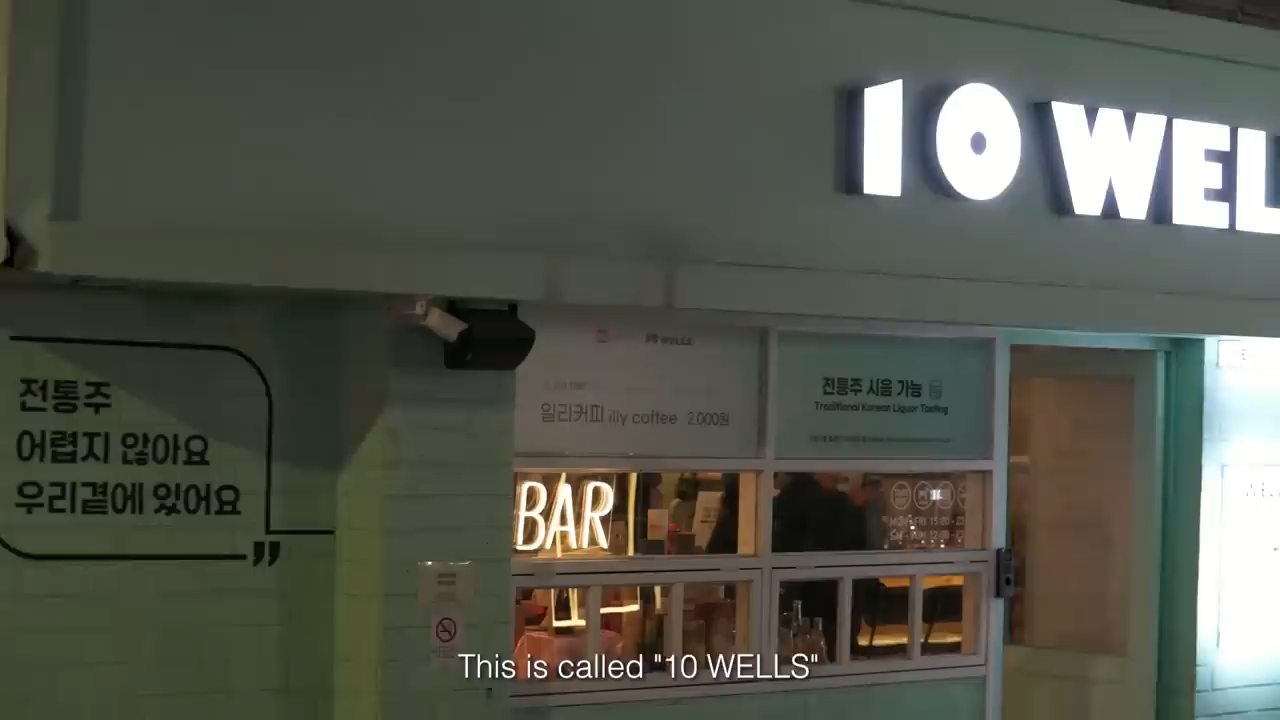 10 WEL
전통주
어렵지 않아요
우리곁에 있어요
10 WELLS
일리커피 illy coffee 2,000원
전통주 시음 가능
Traditional Korean Liquor Tasting
BAR
This is called "10 WELLS"